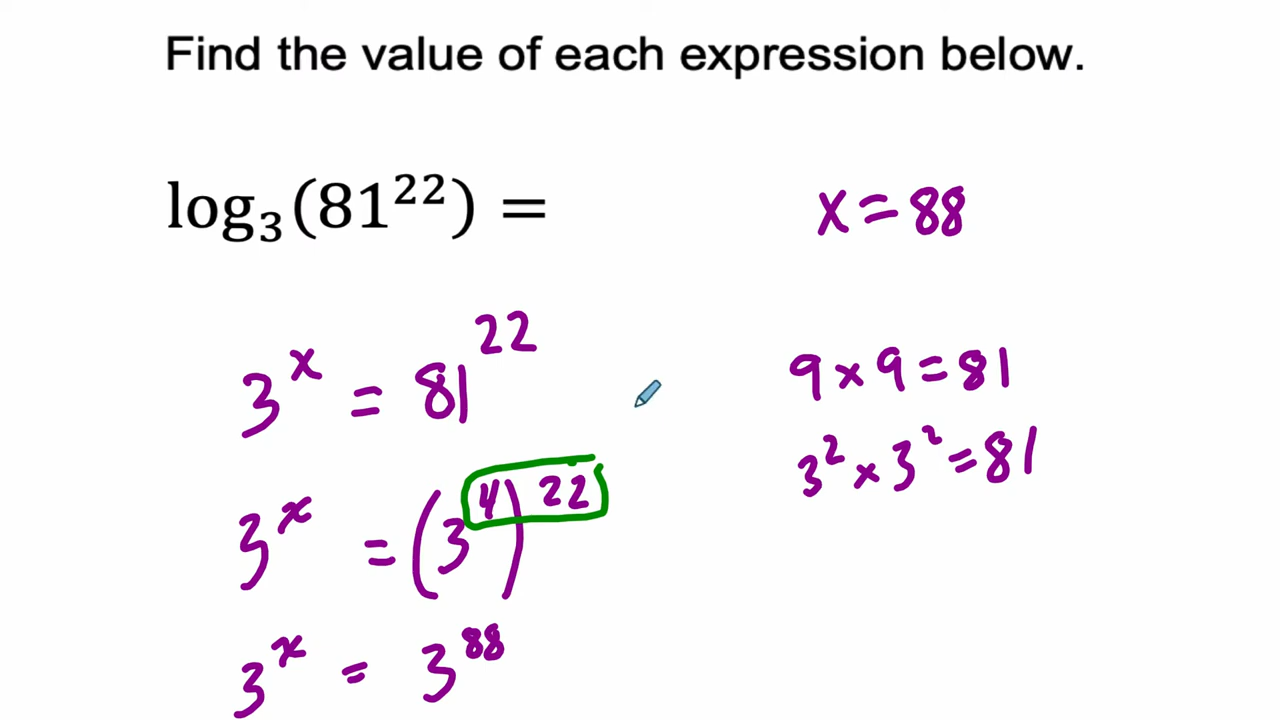 Find the value of each expression below.
log₃(81²²) =
x = 88
3ˣ = 81²²
9 × 9 = 81
3² × 3² = 81
3ˣ = (3⁴)²²
3ˣ = 3⁸⁸